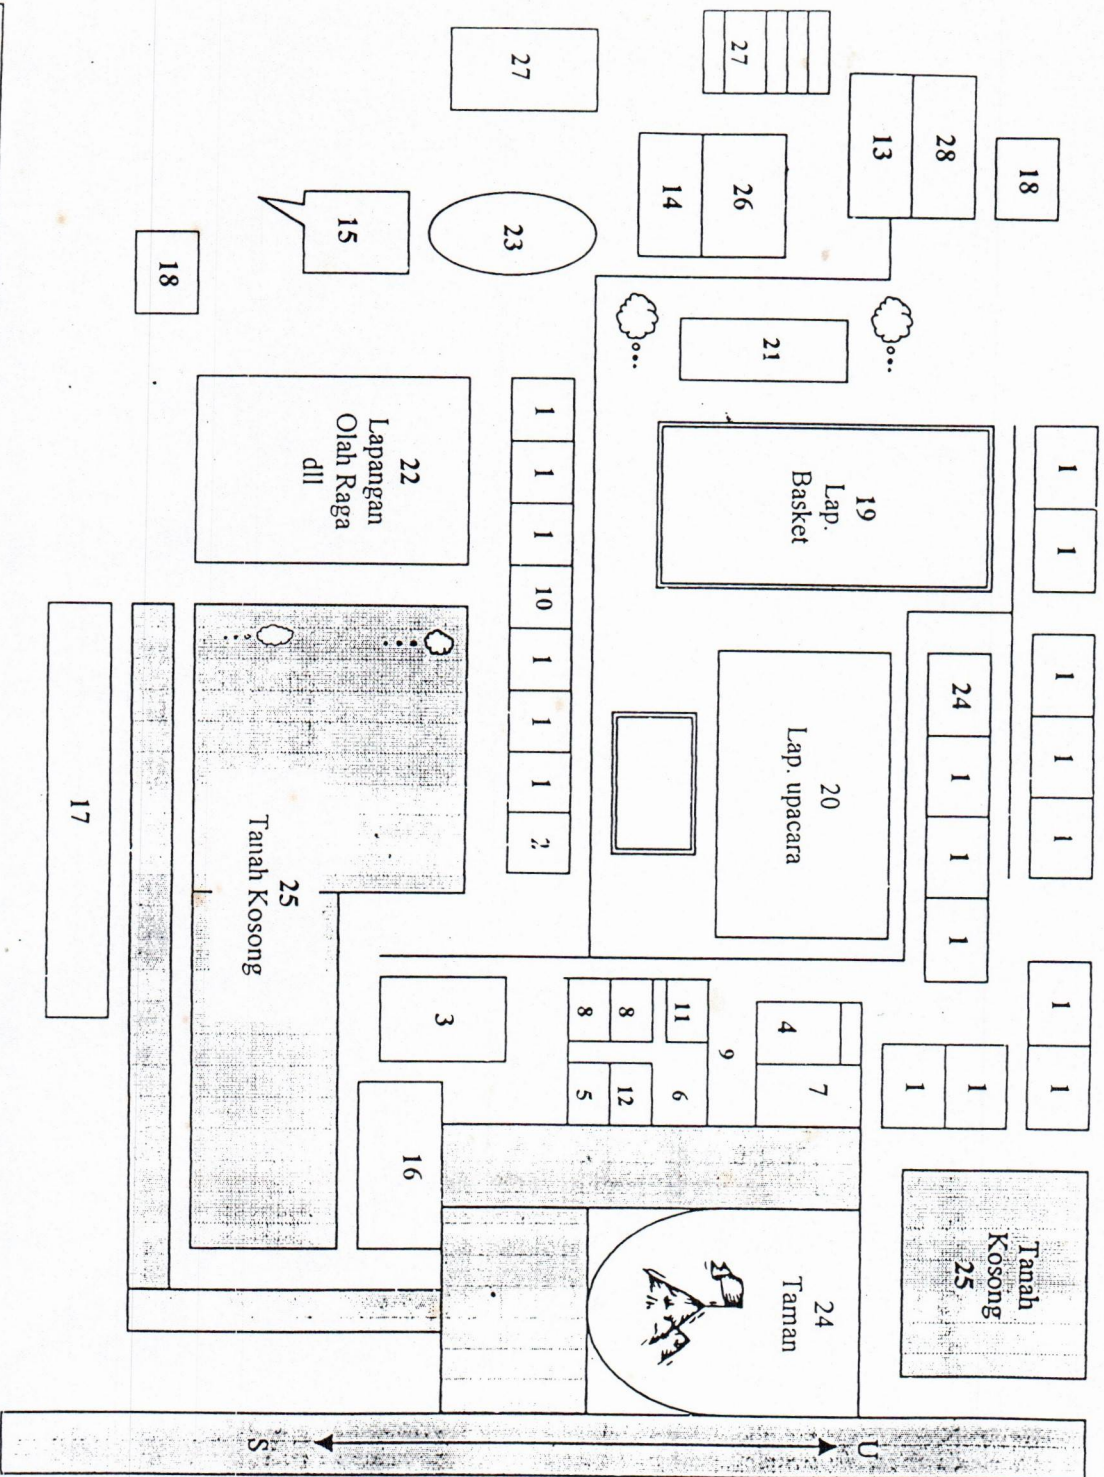 1 1 1 1 1 1 1
18
Tanah
Kosong
25
28
24 1 1 1
1
1
13
U
19
Lap.
Basket
20
Lap. upacara
24
Taman
7
4
21
27
26
9
14
11
6
8
12
8
5
1 1 1 10 1 1 1 2
27
23
3
16
22
Lapangan
Olah Raga
dll
15
25
Tanah Kosong
S
18
17